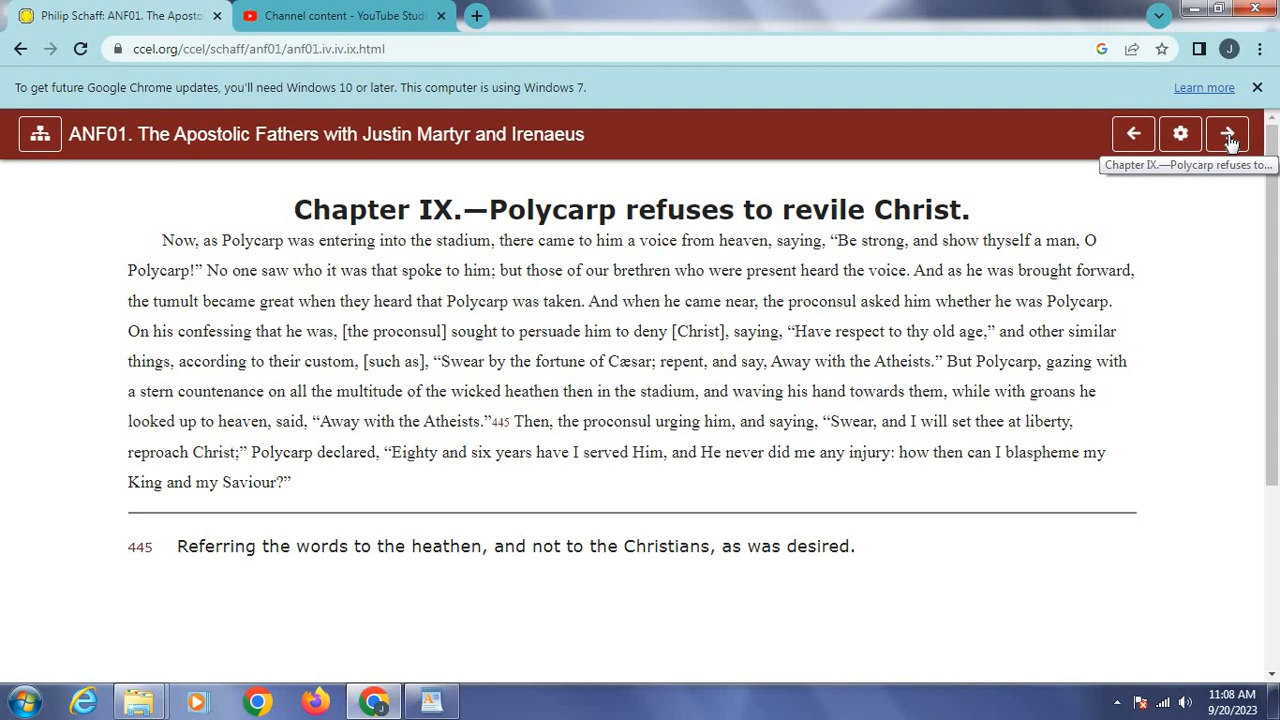 Philip Schaff: ANF01. The Aposto
Channel content - YouTube Studi
ccel.org/ccel/schaff/anf01/anf01.iv.iv.ix.html
J
To get future Google Chrome updates, you'll need Windows 10 or later. This computer is using Windows 7.
Learn more
ANF01. The Apostolic Fathers with Justin Martyr and Irenaeus
Chapter IX.—Polycarp refuses to...
Chapter IX.—Polycarp refuses to revile Christ.
Now, as Polycarp was entering into the stadium, there came to him a voice from heaven, saying, “Be strong, and show thyself a man, O
Polycarp!” No one saw who it was that spoke to him; but those of our brethren who were present heard the voice. And as he was brought forward,
the tumult became great when they heard that Polycarp was taken. And when he came near, the proconsul asked him whether he was Polycarp.
On his confessing that he was, [the proconsul] sought to persuade him to deny [Christ], saying, “Have respect to thy old age,” and other similar
things, according to their custom, [such as], “Swear by the fortune of Cæsar; repent, and say, Away with the Atheists.” But Polycarp, gazing with
a stern countenance on all the multitude of the wicked heathen then in the stadium, and waving his hand towards them, while with groans he
looked up to heaven, said, “Away with the Atheists.”445 Then, the proconsul urging him, and saying, “Swear, and I will set thee at liberty,
reproach Christ;” Polycarp declared, “Eighty and six years have I served Him, and He never did me any injury: how then can I blaspheme my
King and my Saviour?”
445 Referring the words to the heathen, and not to the Christians, as was desired.
11:08 AM
9/20/2023